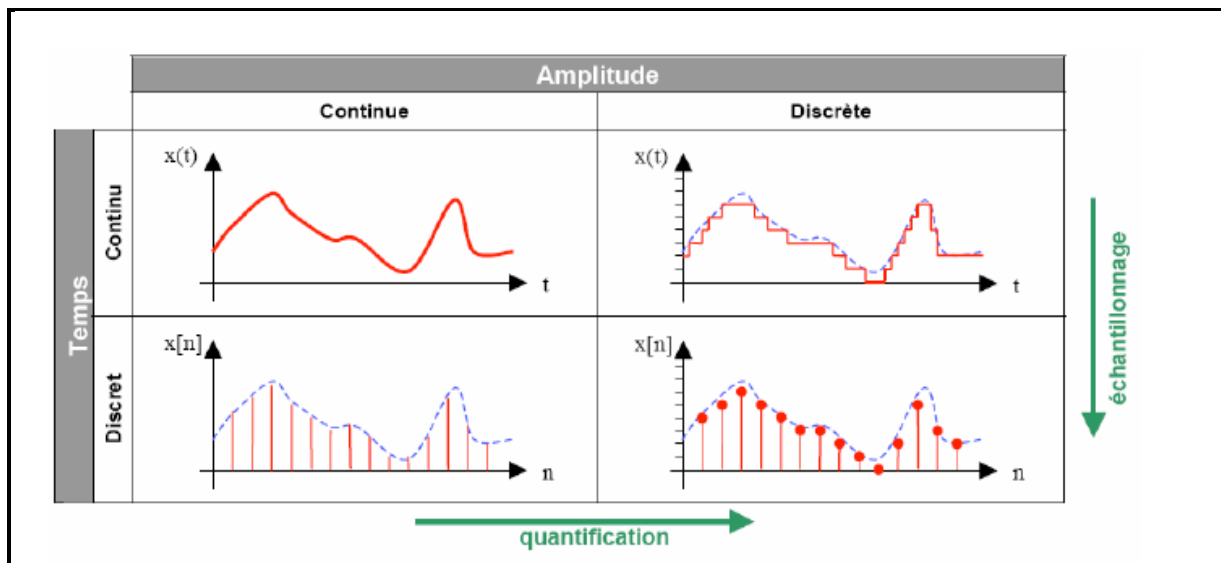 Amplitude
Continue
Discrète
Temps
Continu
x(t)
t
x(t)
t
échantillonnage
Discret
x[n]
n
x[n]
n
quantification